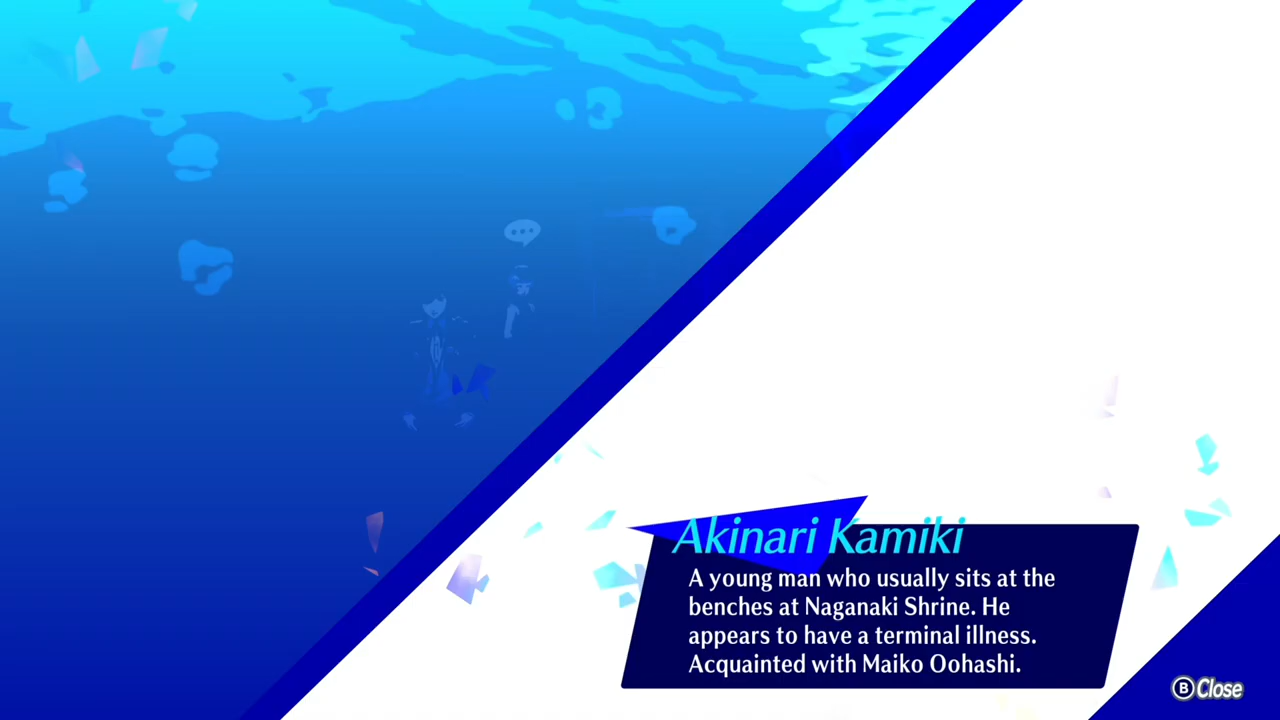 Akinari Kamiki
A young man who usually sits at the
benches at Naganaki Shrine. He
appears to have a terminal illness.
Acquainted with Maiko Oohashi.
B Close